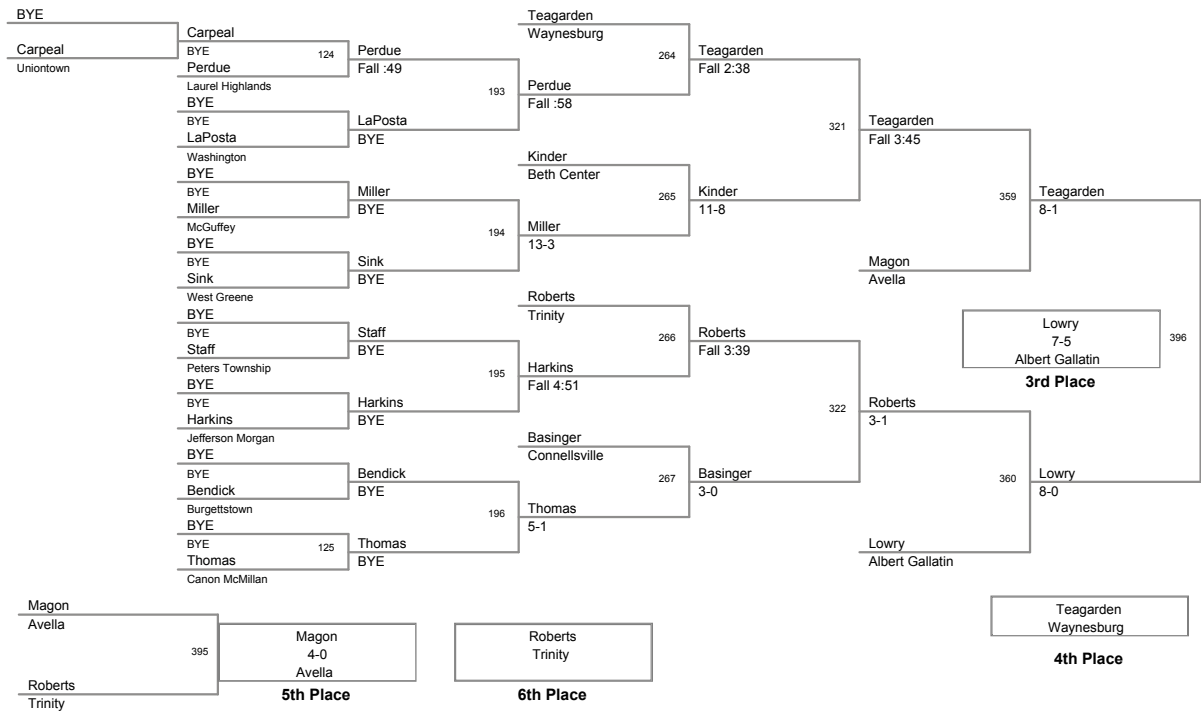 BYE
Carpeal
Uniontown
Carpeal
BYE
124
Perdue
Laurel Highlands
BYE
BYE
LaPosta
Washington
BYE
BYE
Miller
McGuffey
BYE
BYE
Sink
West Greene
BYE
BYE
Staff
Peters Township
BYE
BYE
Harkins
Jefferson Morgan
BYE
BYE
Bendick
Burgettstown
BYE
BYE
125
Thomas
Canon McMillan
Perdue
Fall :49
193
LaPosta
BYE
Miller
BYE
194
Sink
BYE
Staff
BYE
195
Harkins
BYE
Bendick
BYE
196
Thomas
BYE
Teagarden
Waynesburg
264
Perdue
Fall :58
Kinder
Beth Center
265
Miller
13-3
Roberts
Trinity
266
Harkins
Fall 4:51
Basinger
Connellsville
267
Thomas
5-1
Teagarden
Fall 2:38
321
Kinder
11-8
Roberts
Fall 3:39
322
Basinger
3-0
Teagarden
Fall 3:45
359
Magon
Avella
Roberts
3-1
360
Lowry
Albert Gallatin
Teagarden
8-1
396
Lowry
8-0
Lowry
7-5
Albert Gallatin
3rd Place
Teagarden
Waynesburg
4th Place
Magon
Avella
395
Roberts
Trinity
Magon
4-0
Avella
5th Place
Roberts
Trinity
6th Place